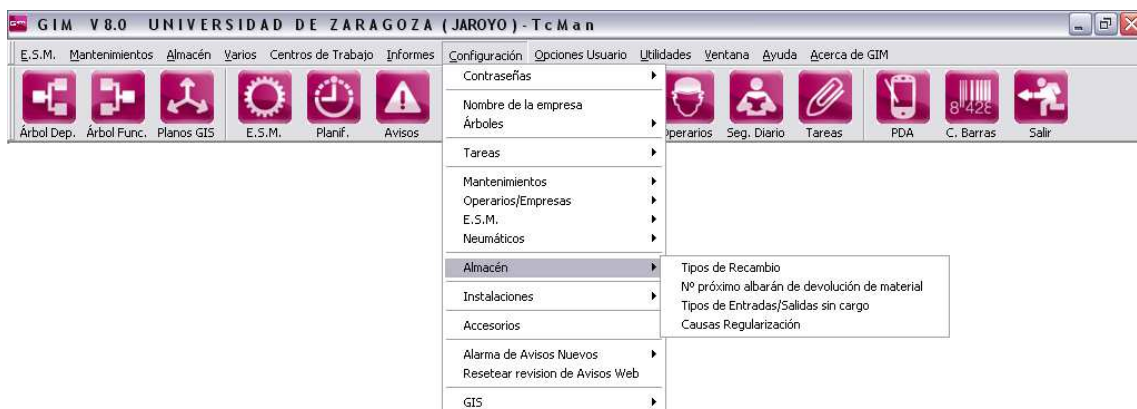 GIM V 8.0 UNIVERSIDAD DE ZARAGOZA ( JAROYO ) - TcMan
E.S.M. Mantenimientos Almacén Varios Centros de Trabajo Informes Configuración Opciones Usuario Utilidades Ventana Ayuda Acerca de GIM
Árbol Dep. Árbol Func. Planos GIS E.S.M. Planif. Avisos Operarios Seg. Diario Tareas PDA C. Barras Salir
Contraseñas
Nombre de la empresa
Árboles
Tareas
Mantenimientos
Operarios/Empresas
E.S.M.
Neumáticos
Almacén
Tipos de Recambio
Nº próximo albarán de devolución de material
Tipos de Entradas/Salidas sin cargo
Causas Regularización
Instalaciones
Accesorios
Alarma de Avisos Nuevos
Resetear revision de Avisos Web
GIS